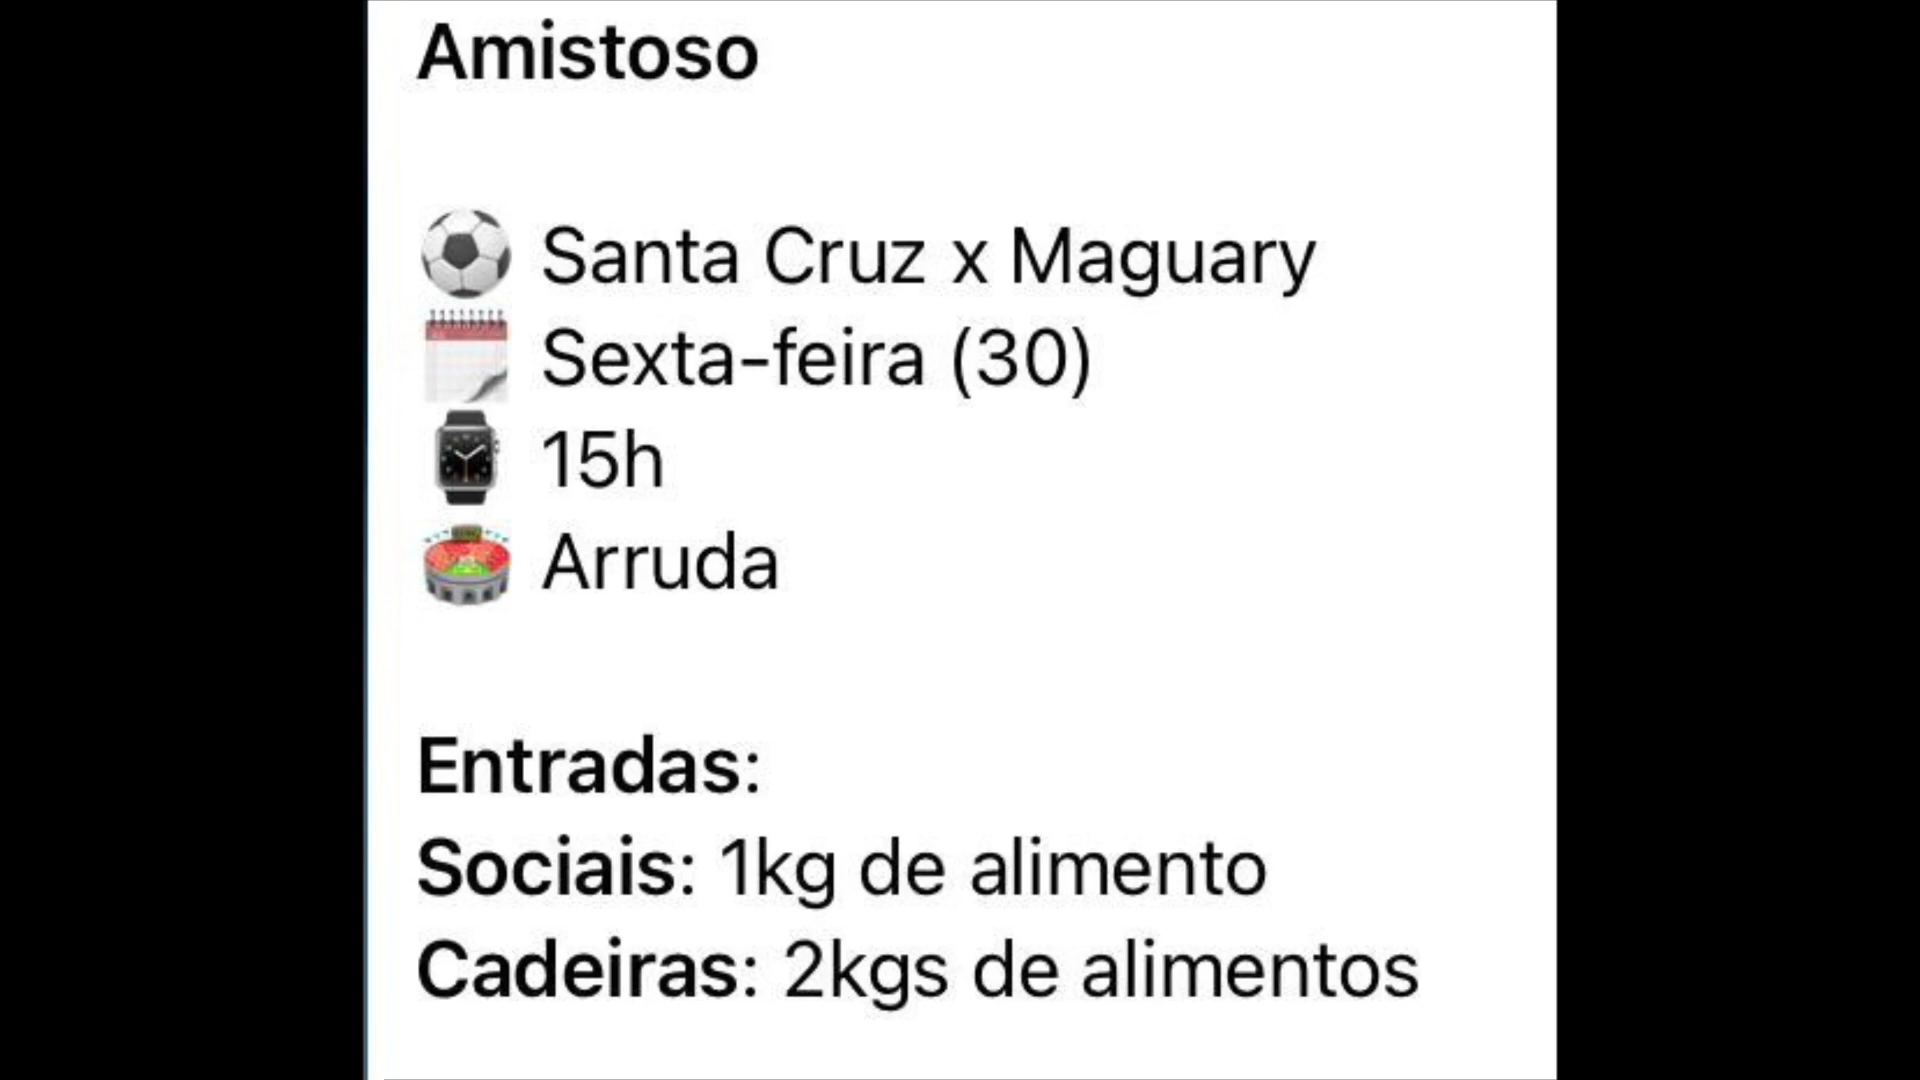 Amistoso
⚽ Santa Cruz x Maguary
🗓 Sexta-feira (30)
⌚ 15h
🏟 Arruda
Entradas:
Sociais: 1kg de alimento
Cadeiras: 2kgs de alimentos